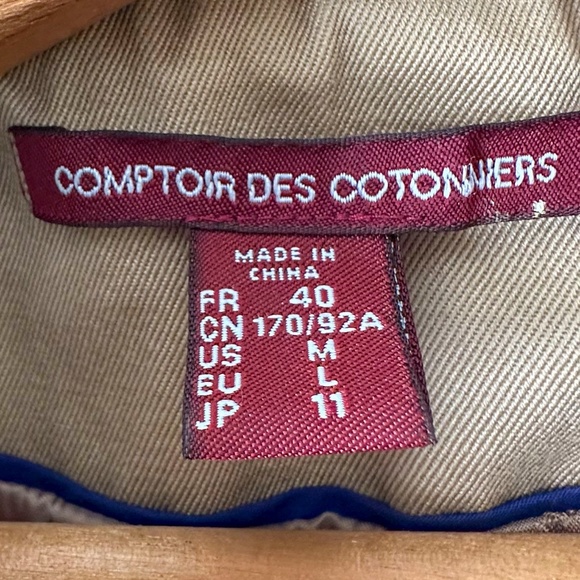 COMPTOIR DES COTONNIERS
MADE IN
CHINA
FR 40
CN 170/92A
US M
EU L
JP 11